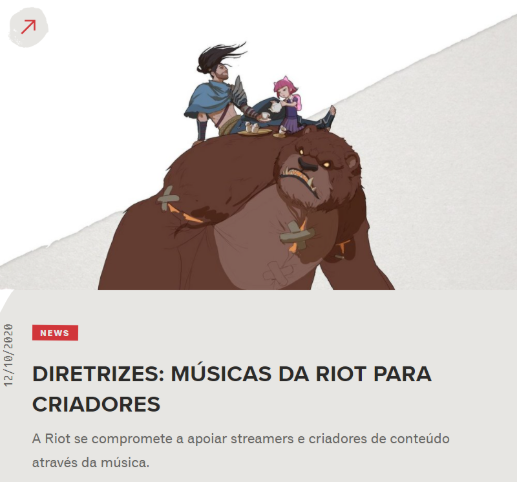 NEWS
12/10/2020
DIRETRIZES: MÚSICAS DA RIOT PARA
CRIADORES
A Riot se compromete a apoiar streamers e criadores de conteúdo
através da música.